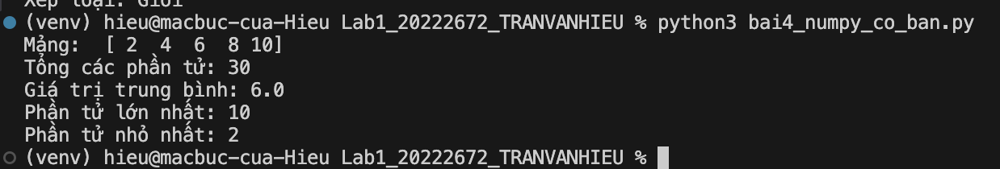 Xếp loại: Giỏi
(venv) hieu@macbuc-cua-Hieu Lab1_20222672_TRANVANHIEU % python3 bai4_numpy_co_ban.py
Mảng:  [ 2  4  6  8 10]
Tổng các phần tử: 30
Giá trị trung bình: 6.0
Phần tử lớn nhất: 10
Phần tử nhỏ nhất: 2
(venv) hieu@macbuc-cua-Hieu Lab1_20222672_TRANVANHIEU %